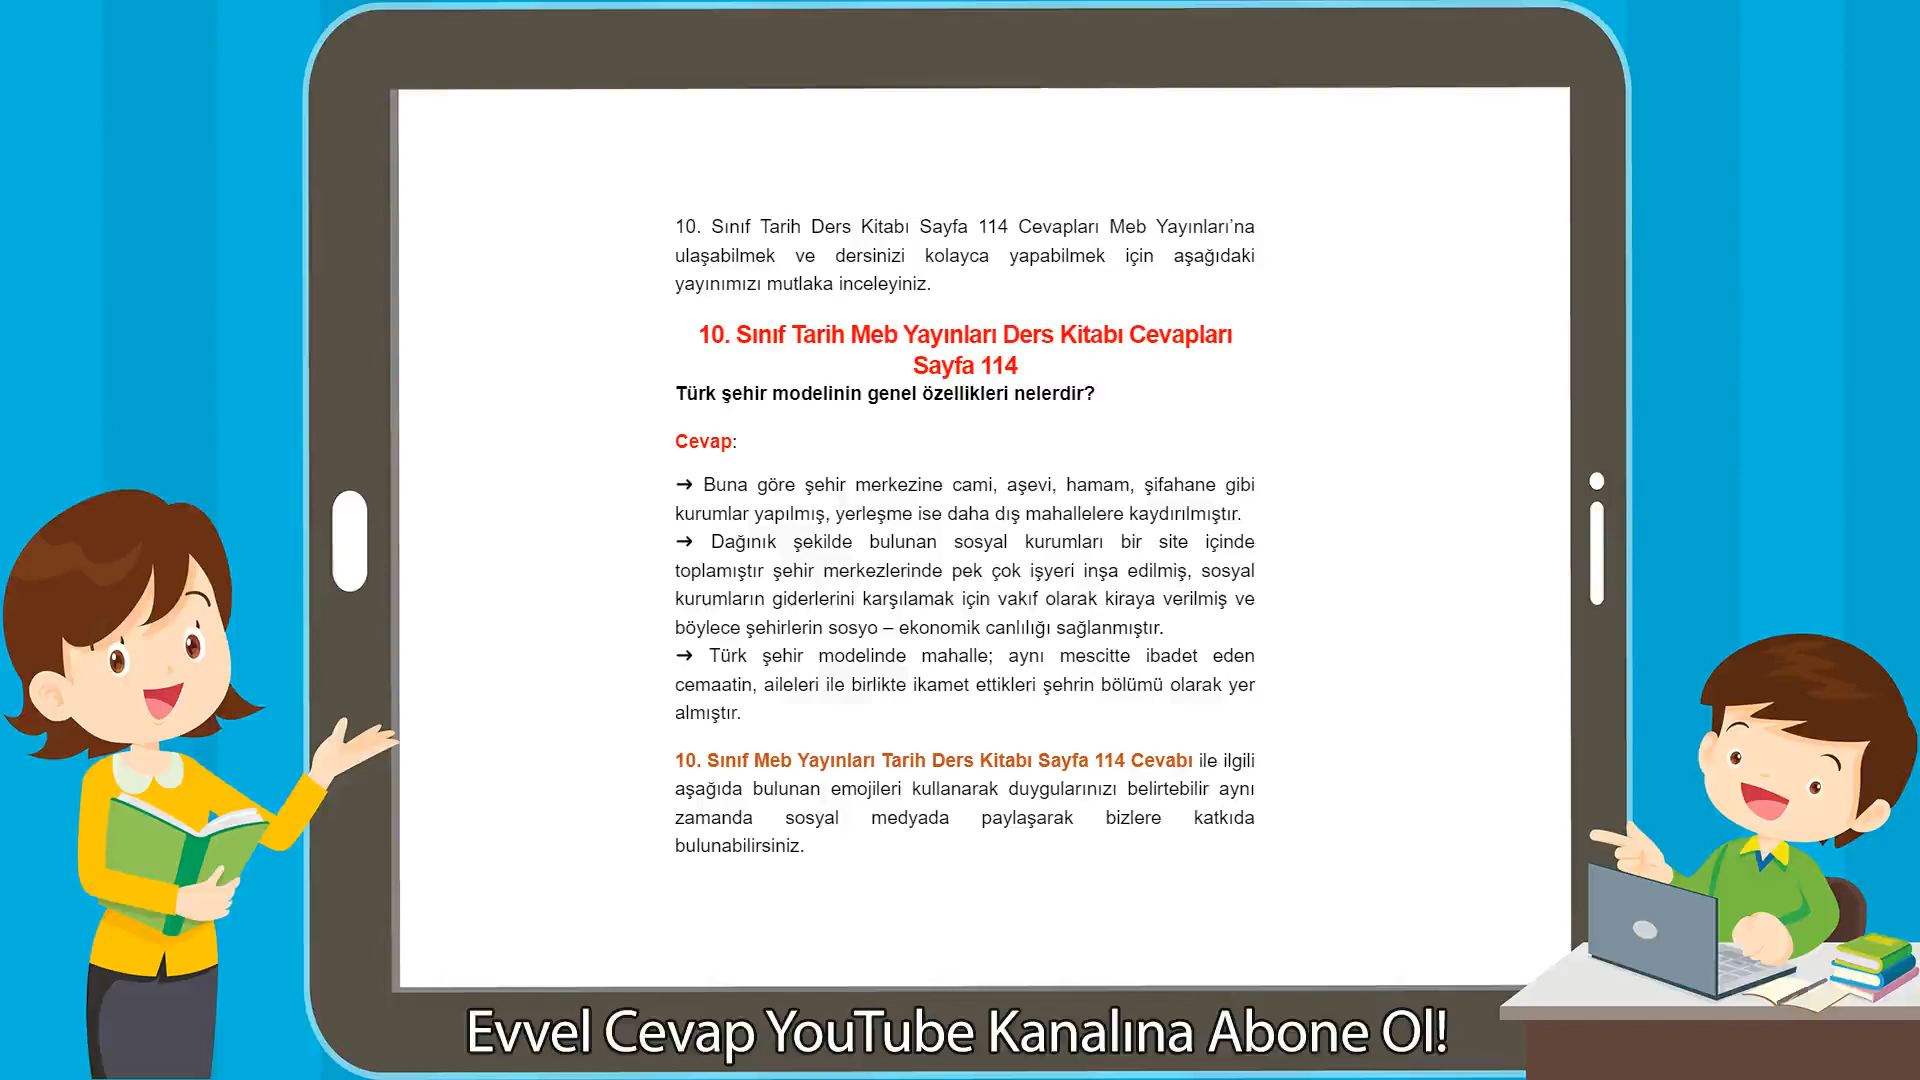 10. Sınıf Tarih Ders Kitabı Sayfa 114 Cevapları Meb Yayınları’na
ulaşabilmek ve dersinizi kolayca yapabilmek için aşağıdaki
yayınımızı mutlaka inceleyiniz.
10. Sınıf Tarih Meb Yayınları Ders Kitabı Cevapları
Sayfa 114
Türk şehir modelinin genel özellikleri nelerdir?
Cevap:
➜ Buna göre şehir merkezine cami, aşevi, hamam, şifahane gibi
kurumlar yapılmış, yerleşme ise daha dış mahallelere kaydırılmıştır.
➜ Dağınık şekilde bulunan sosyal kurumları bir site içinde
toplamıştır şehir merkezlerinde pek çok işyeri inşa edilmiş, sosyal
kurumların giderlerini karşılamak için vakıf olarak kiraya verilmiş ve
böylece şehirlerin sosyo – ekonomik canlılığı sağlanmıştır.
➜ Türk şehir modelinde mahalle; aynı mescitte ibadet eden
cemaatin, aileleri ile birlikte ikamet ettikleri şehrin bölümü olarak yer
almıştır.
10. Sınıf Meb Yayınları Tarih Ders Kitabı Sayfa 114 Cevabı ile ilgili
aşağıda bulunan emojileri kullanarak duygularınızı belirtebilir aynı
zamanda sosyal medyada paylaşarak bizlere katkıda
bulunabilirsiniz.
Evvel Cevap YouTube Kanalına Abone Ol!